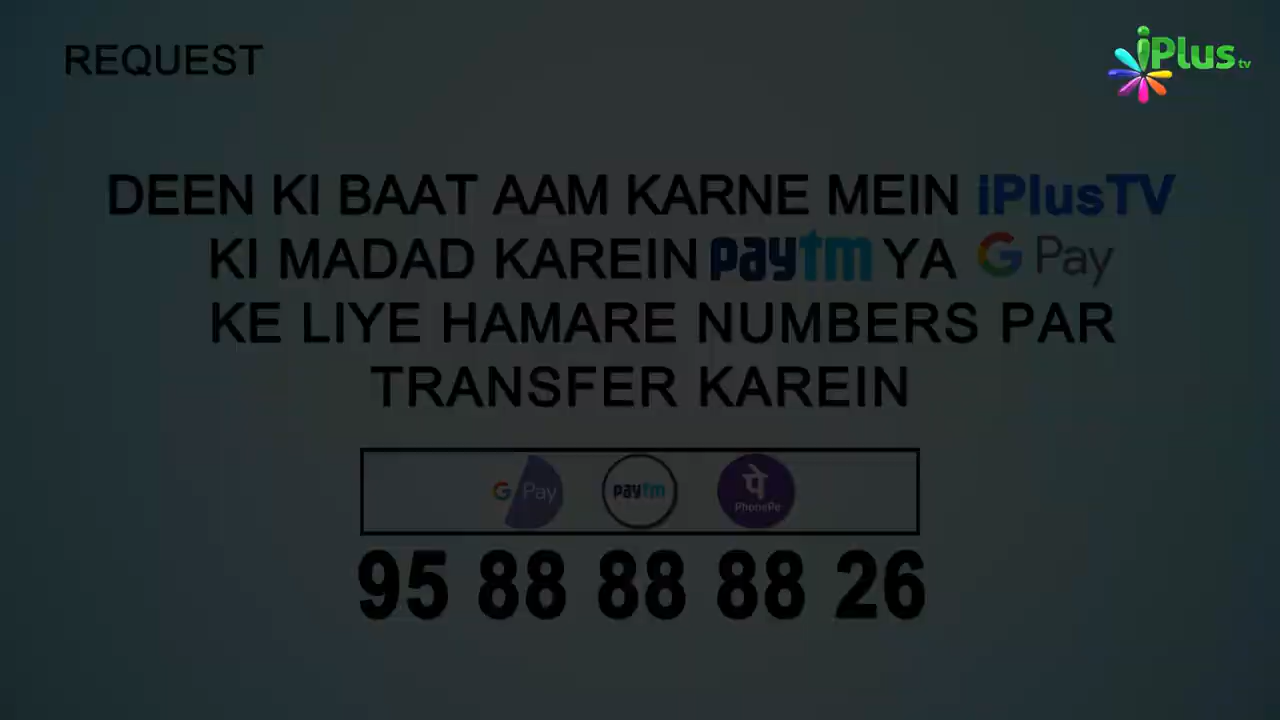 REQUEST
iPlus tv
DEEN KI BAAT AAM KARNE MEIN iPlusTV
KI MADAD KAREIN paytm YA G Pay
KE LIYE HAMARE NUMBERS PAR
TRANSFER KAREIN
G Pay paytm पे PhonePe
95 88 88 88 26